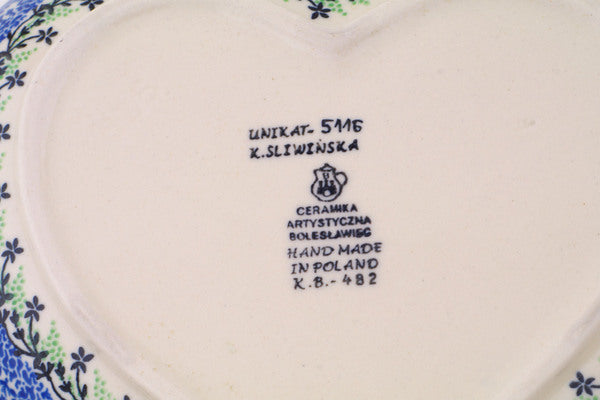 UNIKAT- 5116
K. SLIWIŃSKA
CERAMIKA
ARTYSTYCZNA
BOLESŁAWIEC
HAND MADE
IN POLAND
K.B.- 482